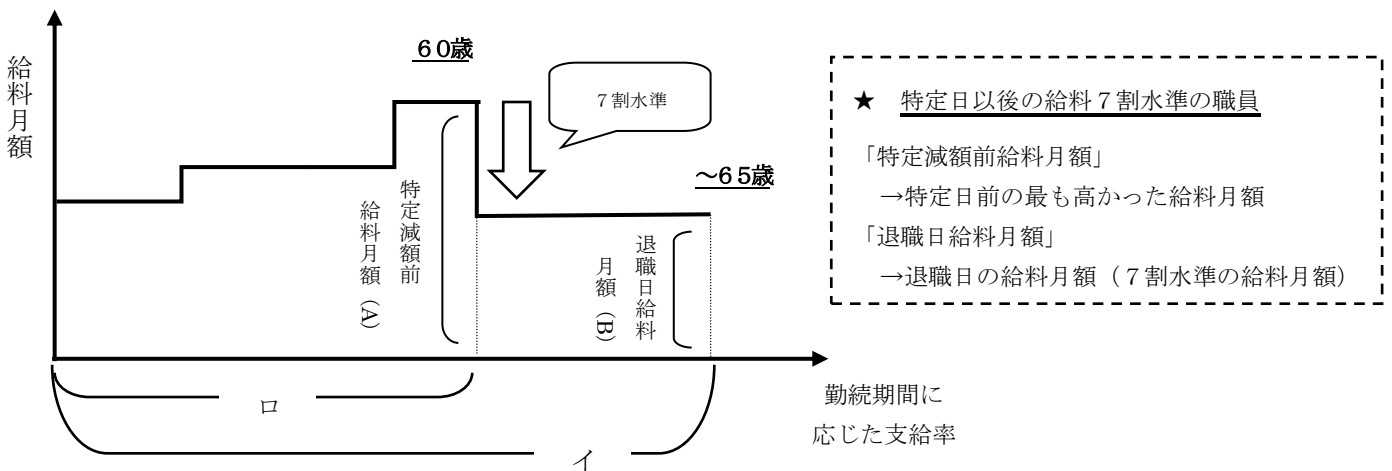 給料月額
６０歳
７割水準
～６５歳
特定減額前
給料月額（A）
退職日給料
月額（B）
ロ
イ
勤続期間に
応じた支給率
★　特定日以後の給料７割水準の職員
「特定減額前給料月額」
→特定日前の最も高かった給料月額
「退職日給料月額」
→退職日の給料月額（７割水準の給料月額）